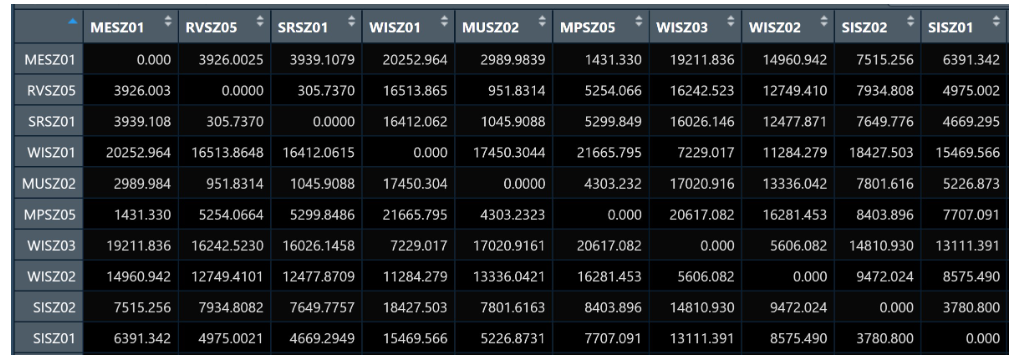 MESZ01 RVSZ05 SRSZ01 WISZ01 MUSZ02 MPSZ05 WISZ03 WISZ02 SISZ02 SISZ01
MESZ01 0.000 3926.0025 3939.1079 20252.964 2989.9839 1431.330 19211.836 14960.942 7515.256 6391.342
RVSZ05 3926.003 0.0000 305.7370 16513.865 951.8314 5254.066 16242.523 12749.410 7934.808 4975.002
SRSZ01 3939.108 305.7370 0.0000 16412.062 1045.9088 5299.849 16026.146 12477.871 7649.776 4669.295
WISZ01 20252.964 16513.8648 16412.0615 0.000 17450.3044 21665.795 7229.017 11284.279 18427.503 15469.566
MUSZ02 2989.984 951.8314 1045.9088 17450.304 0.0000 4303.232 17020.916 13336.042 7801.616 5226.873
MPSZ05 1431.330 5254.0664 5299.8486 21665.795 4303.2323 0.000 20617.082 16281.453 8403.896 7707.091
WISZ03 19211.836 16242.5230 16026.1458 7229.017 17020.9161 20617.082 0.000 5606.082 14810.930 13111.391
WISZ02 14960.942 12749.4101 12477.8709 11284.279 13336.0421 16281.453 5606.082 0.000 9472.024 8575.490
SISZ02 7515.256 7934.8082 7649.7757 18427.503 7801.6163 8403.896 14810.930 9472.024 0.000 3780.800
SISZ01 6391.342 4975.0021 4669.2949 15469.566 5226.8731 7707.091 13111.391 8575.490 3780.800 0.000